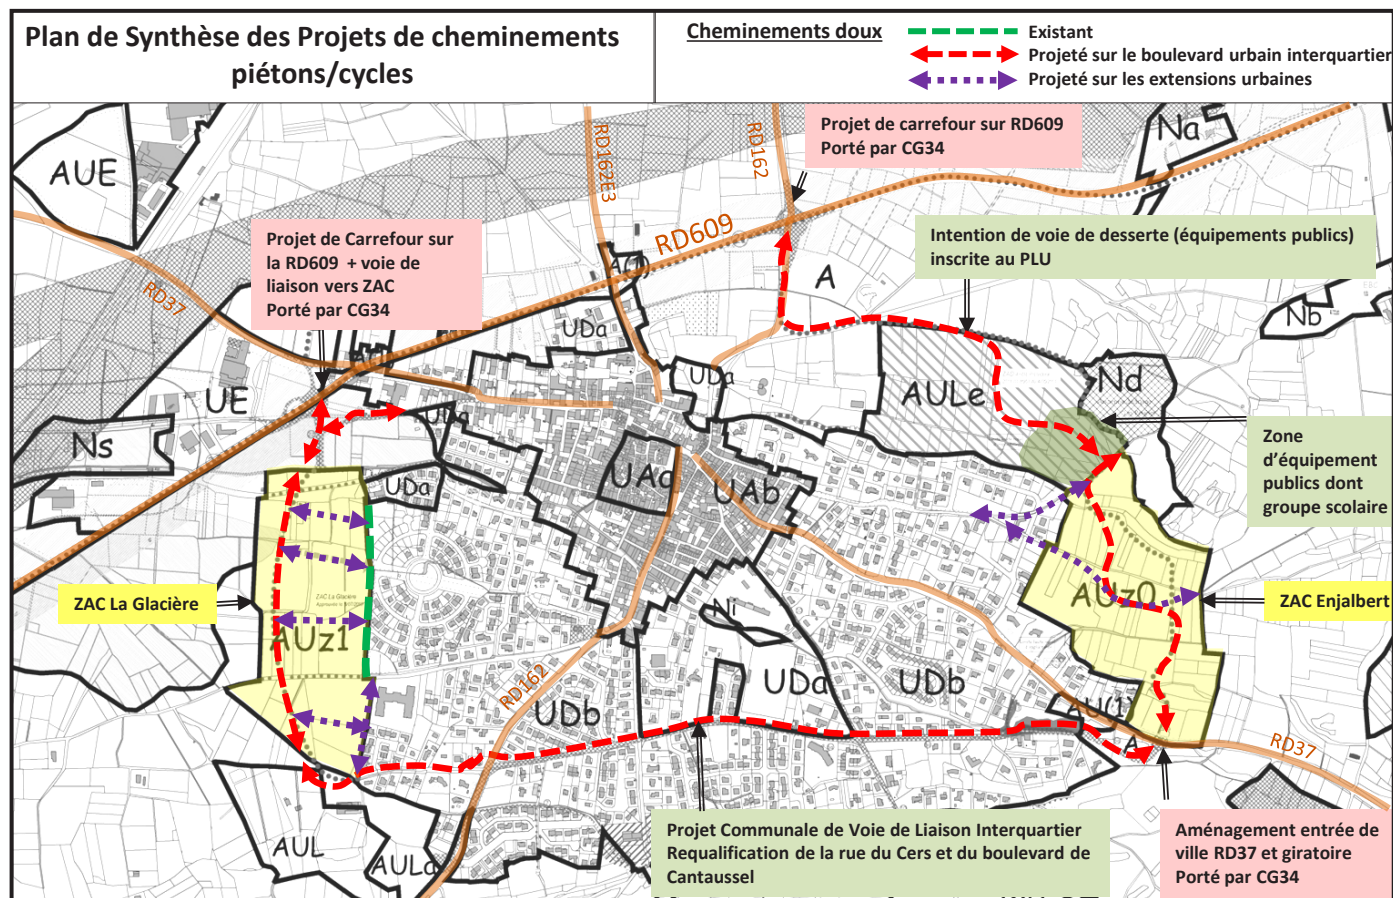 Plan de Synthèse des Projets de cheminements
piétons/cycles
Cheminements doux
Existant
Projeté sur le boulevard urbain interquartier
Projeté sur les extensions urbaines
Projet de carrefour sur RD609
Porté par CG34
Na
AUE
RD162E3
RD162
RD609
Projet de Carrefour sur
la RD609 + voie de
liaison vers ZAC
Porté par CG34
Intention de voie de desserte (équipements publics)
inscrite au PLU
RD37
A
Nb
UDa
UDa
UE
AULe
Nd
UDa
Ns
Zone
d'équipement
publics dont
groupe scolaire
UDa
UAa
UAb
ZAC La Glacière
ZAC La Glacière
AUz0
ZAC Enjalbert
Ni
AUz1
RD162
UDa
UDb
UDb
AU(1)
A
RD37
AUL
AULa
Projet Communale de Voie de Liaison Interquartier
Requalification de la rue du Cers et du boulevard de
Cantaussel
Aménagement entrée de
ville RD37 et giratoire
Porté par CG34